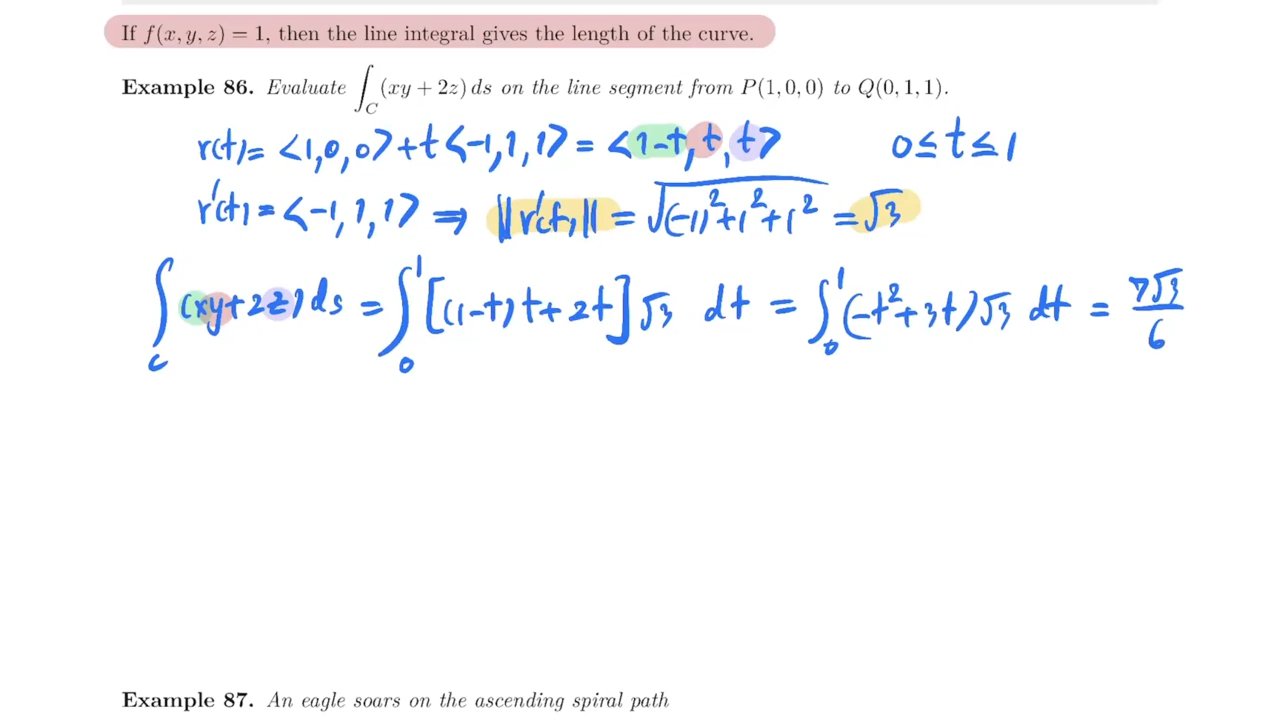 If f(x, y, z) = 1, then the line integral gives the length of the curve.
Example 86. Evaluate ∫_C (xy + 2z) ds on the line segment from P(1, 0, 0) to Q(0, 1, 1).
r(t) = <1, 0, 0> + t <-1, 1, 1> = <1-t, t, t> 0 ≤ t ≤ 1
r'(t) = <-1, 1, 1> ⇒ ||r'(t)|| = √((-1)² + 1² + 1²) = √3
∫_C (xy + 2z) ds = ∫_0^1 [(1-t)t + 2t] √3 dt = ∫_0^1 (-t² + 3t) √3 dt = 7√3/6
Example 87. An eagle soars on the ascending spiral path